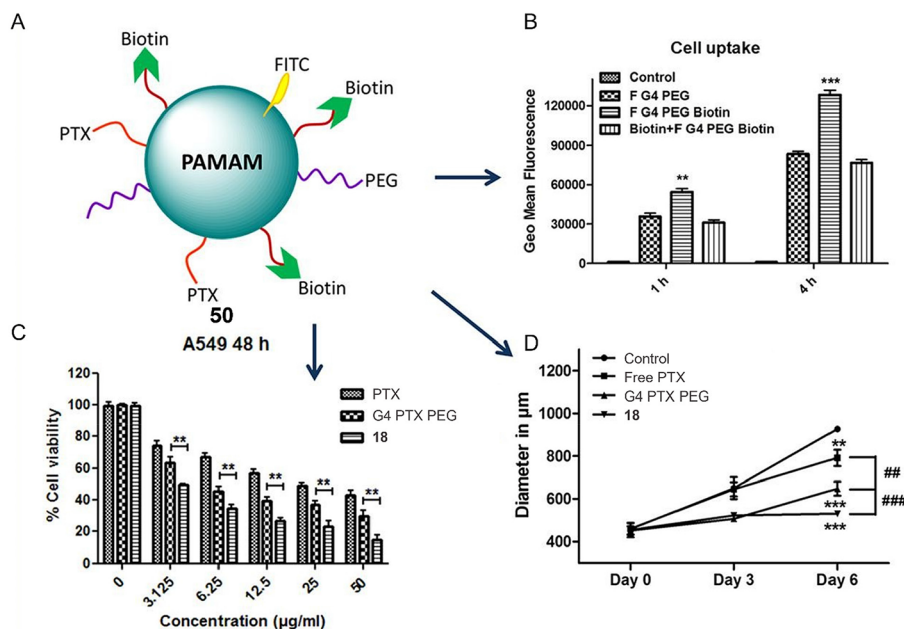 A
Biotin
FITC
Biotin
PTX
PAMAM
PEG
PTX
Biotin
50
B
Cell uptake
Control
F G4 PEG
F G4 PEG Biotin
Biotin+F G4 PEG Biotin
Geo Mean Fluorescence
120000
90000
60000
30000
0
**
***
1 h
4 h
C
A549 48 h
PTX
G4 PTX PEG
18
% Cell viability
120
100
80
60
40
20
0
**
**
**
**
**
0
3.125
6.25
12.5
25
50
Concentration (µg/ml)
D
Control
Free PTX
G4 PTX PEG
18
Diameter in µm
1200
1000
800
600
400
**
***
***
##
###
Day 0
Day 3
Day 6